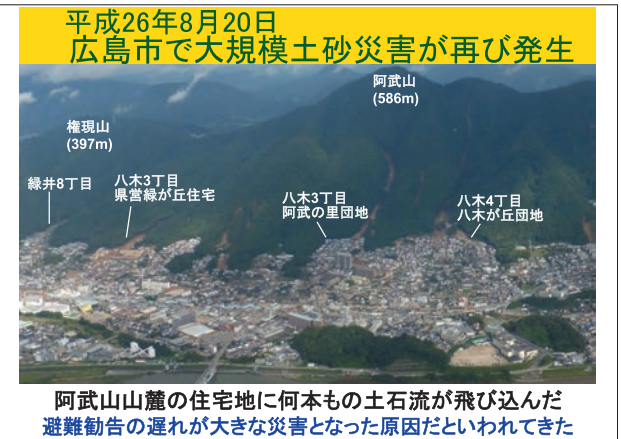 平成26年8月20日
広島市で大規模土砂災害が再び発生
阿武山
(586m)
権現山
(397m)
緑井8丁目
八木3丁目
県営緑が丘住宅
八木3丁目
阿武の里団地
八木4丁目
八木が丘団地
阿武山山麓の住宅地に何本もの土石流が飛び込んだ
避難勧告の遅れが大きな災害となった原因だといわれてきた